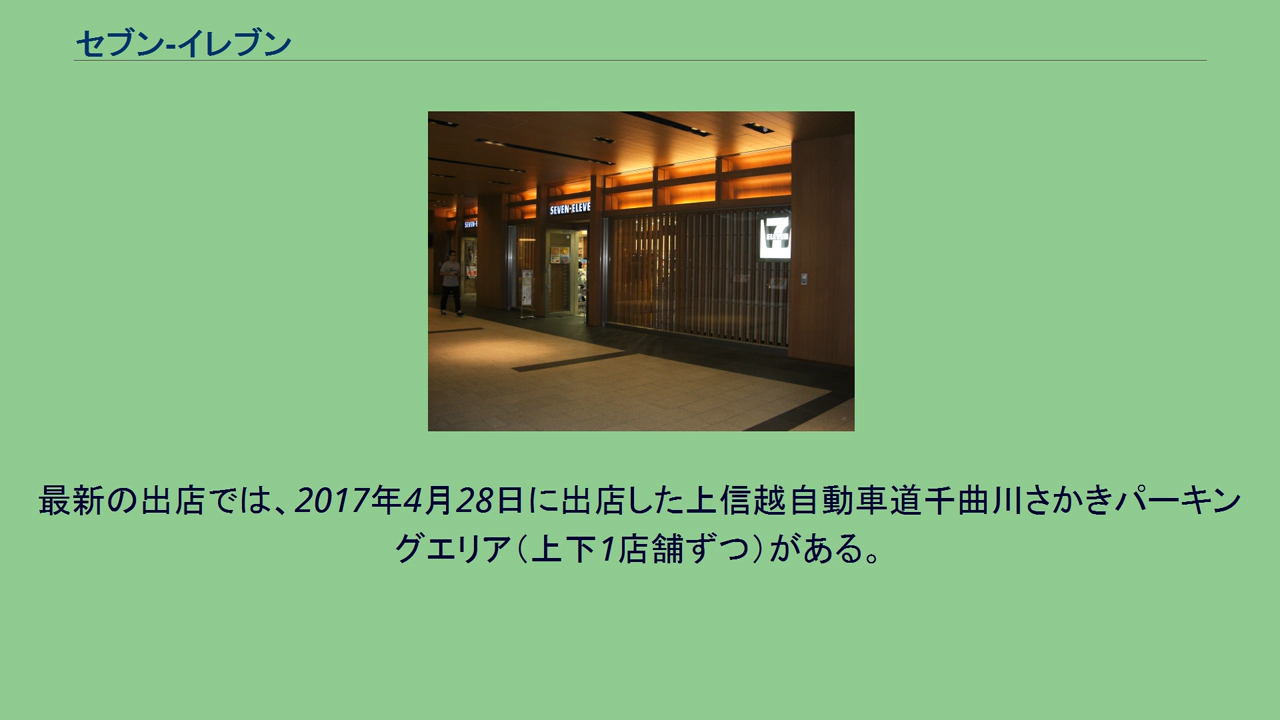 セブン-イレブン
SEVEN-ELEVE
SEVEN-E
最新の出店では、2017年4月28日に出店した上信越自動車道千曲川さかきパーキン
グエリア（上下1店舗ずつ）がある。